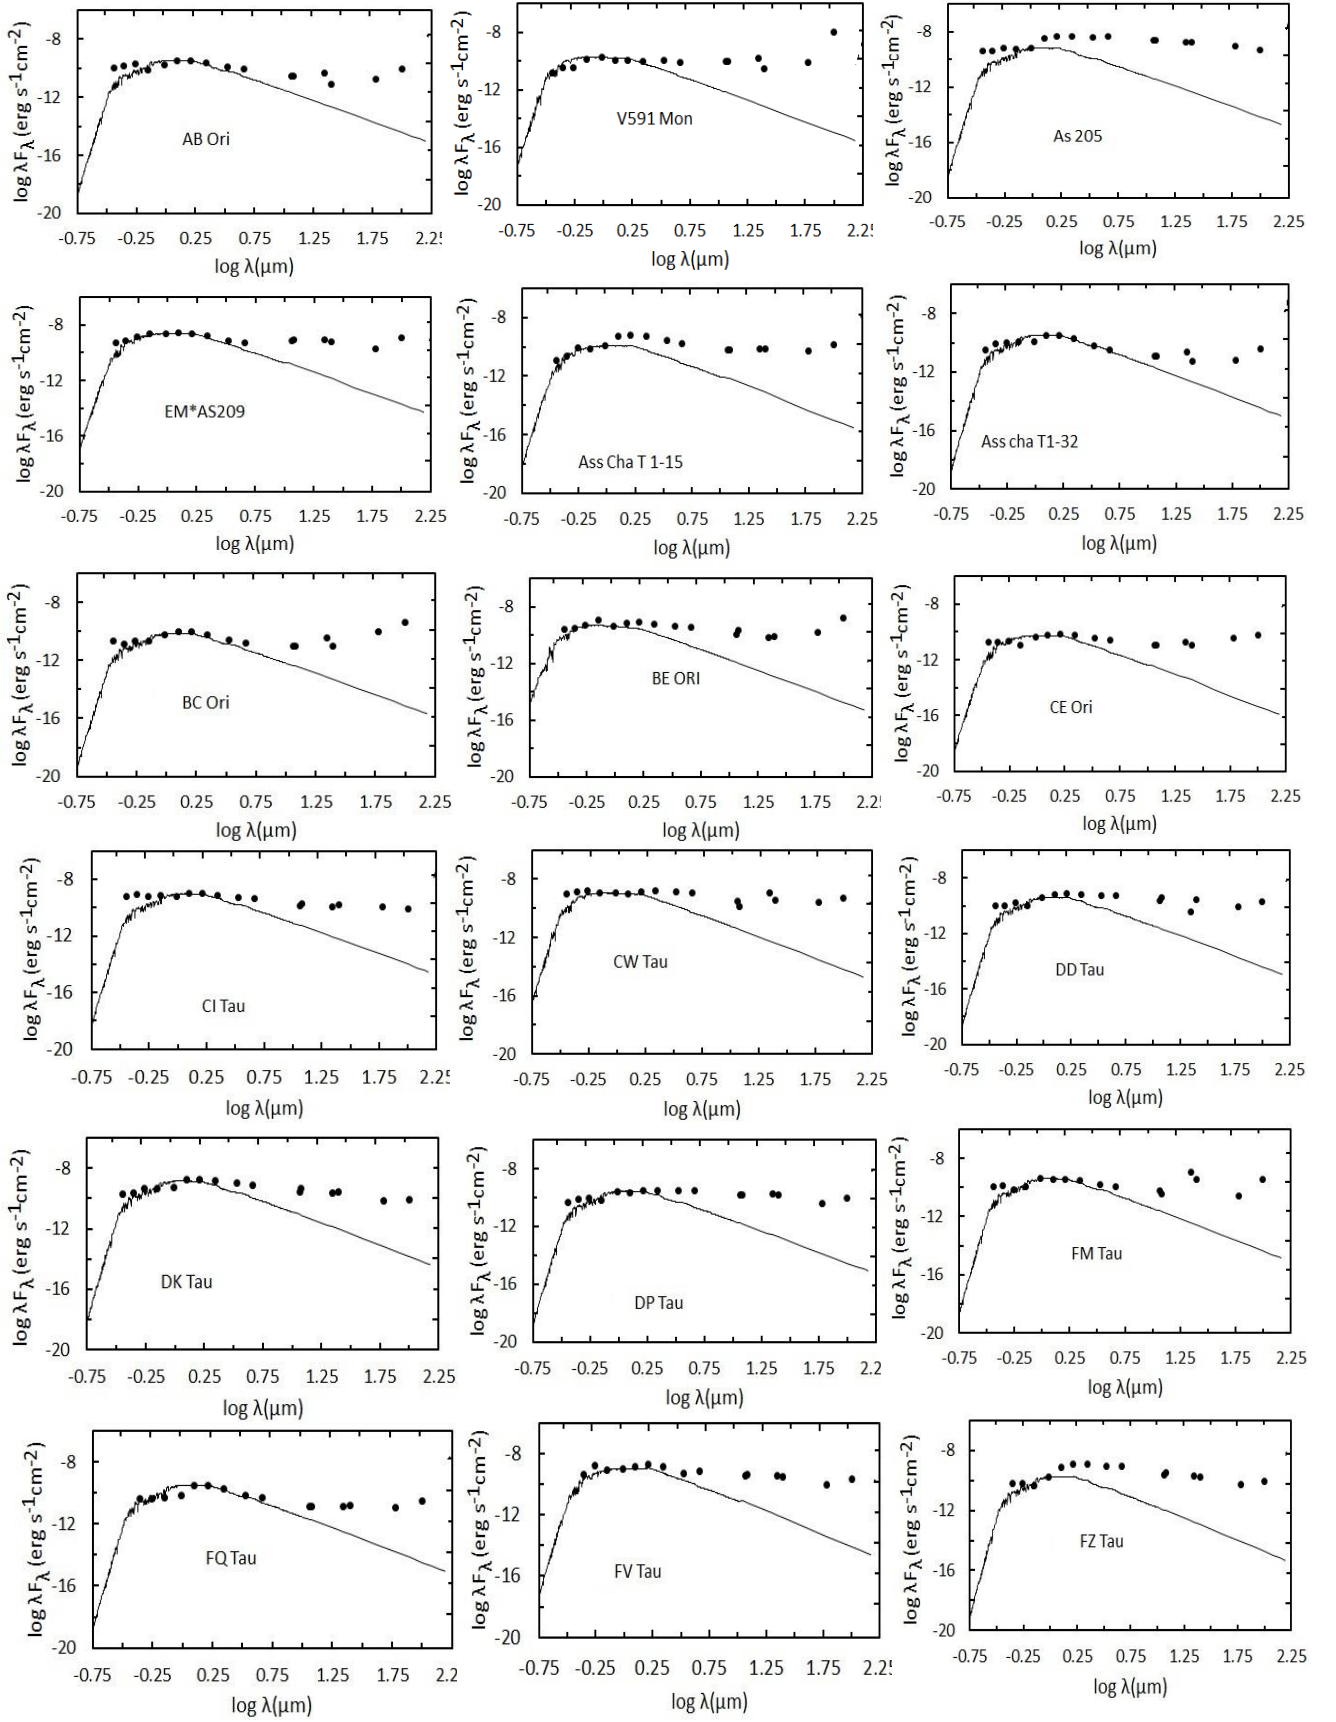 log λFλ (erg s⁻¹cm⁻²)
-8
-12
-16
-20
AB Ori
-0.75 -0.25 0.25 0.75 1.25 1.75 2.25
log λ(μm)
log λFλ (erg s⁻¹cm⁻²)
-8
-12
-16
-20
V591 Mon
-0.75 -0.25 0.25 0.75 1.25 1.75 2.25
log λ(μm)
log λFλ (erg s⁻¹cm⁻²)
-8
-12
-16
-20
As 205
-0.75 -0.25 0.25 0.75 1.25 1.75 2.25
log λ(μm)
log λFλ (erg s⁻¹cm⁻²)
-8
-12
-16
-20
EM*AS209
-0.75 -0.25 0.25 0.75 1.25 1.75 2.25
log λ(μm)
log λFλ (erg s⁻¹cm⁻²)
-8
-12
-16
-20
Ass Cha T 1-15
-0.75 -0.25 0.25 0.75 1.25 1.75 2.25
log λ(μm)
log λFλ (erg s⁻¹cm⁻²)
-8
-12
-16
-20
Ass cha T1-32
-0.75 -0.25 0.25 0.75 1.25 1.75 2.25
log λ(μm)
log λFλ (erg s⁻¹cm⁻²)
-8
-12
-16
-20
BC Ori
-0.75 -0.25 0.25 0.75 1.25 1.75 2.25
log λ(μm)
log λFλ (erg s⁻¹cm⁻²)
-8
-12
-16
-20
BE ORI
-0.75 -0.25 0.25 0.75 1.25 1.75 2.25
log λ(μm)
log λFλ (erg s⁻¹cm⁻²)
-8
-12
-16
-20
CE Ori
-0.75 -0.25 0.25 0.75 1.25 1.75 2.25
log λ(μm)
log λFλ (erg s⁻¹cm⁻²)
-8
-12
-16
-20
CI Tau
-0.75 -0.25 0.25 0.75 1.25 1.75 2.25
log λ(μm)
log λFλ (erg s⁻¹cm⁻²)
-8
-12
-16
-20
CW Tau
-0.75 -0.25 0.25 0.75 1.25 1.75 2.25
log λ(μm)
log λFλ (erg s⁻¹cm⁻²)
-8
-12
-16
-20
DD Tau
-0.75 -0.25 0.25 0.75 1.25 1.75 2.25
log λ(μm)
log λFλ (erg s⁻¹cm⁻²)
-8
-12
-16
-20
DK Tau
-0.75 -0.25 0.25 0.75 1.25 1.75 2.25
log λ(μm)
log λFλ (erg s⁻¹cm⁻²)
-8
-12
-16
-20
DP Tau
-0.75 -0.25 0.25 0.75 1.25 1.75 2.2
log λ(μm)
log λFλ (erg s⁻¹cm⁻²)
-8
-12
-16
-20
FM Tau
-0.75 -0.25 0.25 0.75 1.25 1.75 2.25
log λ(μm)
log λFλ (erg s⁻¹cm⁻²)
-8
-12
-16
-20
FQ Tau
-0.75 -0.25 0.25 0.75 1.25 1.75 2.2
log λ(μm)
log λFλ (erg s⁻¹cm⁻²)
-8
-12
-16
-20
FV Tau
-0.75 -0.25 0.25 0.75 1.25 1.75 2.25
log λ(μm)
log λFλ (erg s⁻¹cm⁻²)
-8
-12
-16
-20
FZ Tau
-0.75 -0.25 0.25 0.75 1.25 1.75 2.25
log λ(μm)